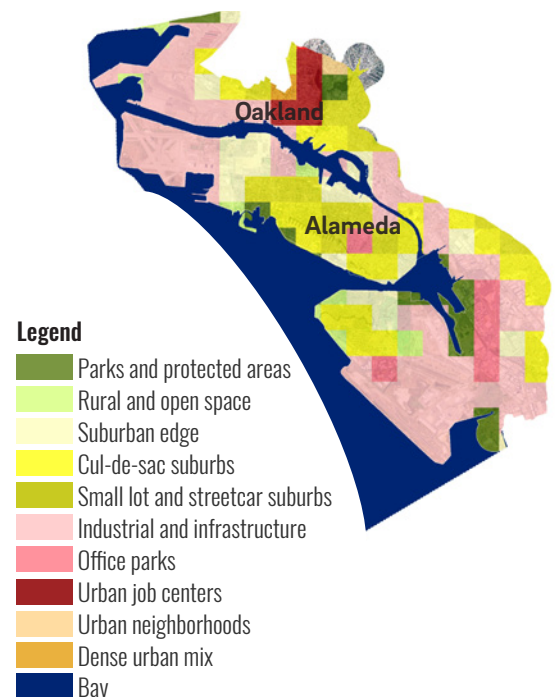 Oakland
Alameda
Legend
Parks and protected areas
Rural and open space
Suburban edge
Cul-de-sac suburbs
Small lot and streetcar suburbs
Industrial and infrastructure
Office parks
Urban job centers
Urban neighborhoods
Dense urban mix
Bay